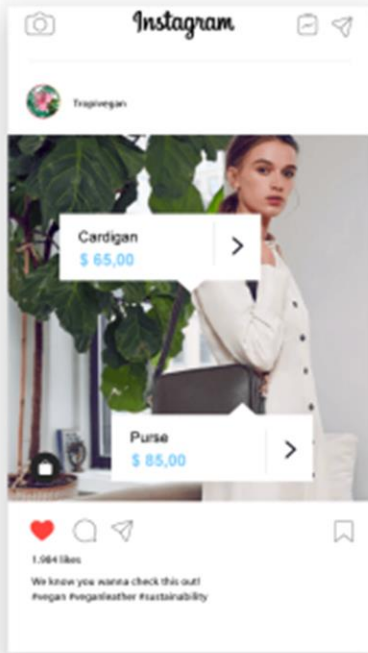 Instagram
Tropivegan
Cardigan
$ 65,00
Purse
$ 85,00
1.984 likes
We know you wanna check this out!
#vegan #veganleather #sustainability